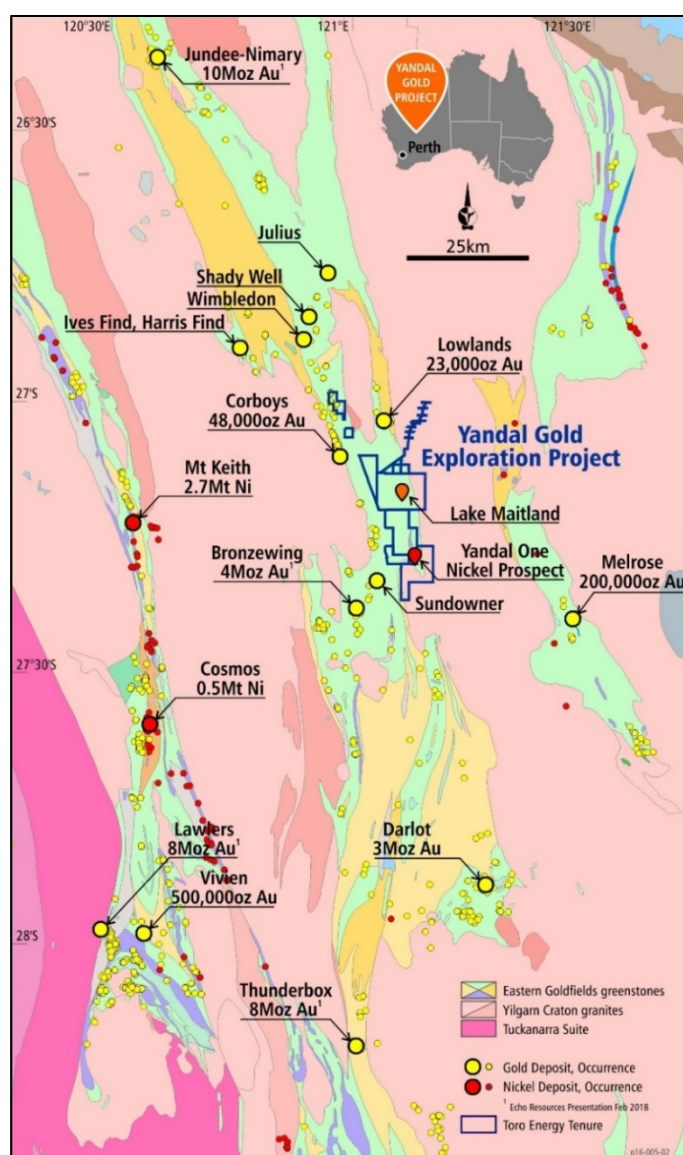 120°30'E
121°E
121°30'E
Jundee-Nimary
10Moz Au¹
YANDAL
GOLD
PROJECT
Perth
26°30'S
25km
Julius
Shady Well
Wimbledon
Ives Find, Harris Find
Lowlands
23,000oz Au
27°S
Corboys
48,000oz Au
Yandal Gold
Exploration Project
Mt Keith
2.7Mt Ni
Lake Maitland
Bronzewing
4Moz Au¹
Yandal One
Nickel Prospect
Melrose
200,000oz Au
Sundowner
27°30'S
Cosmos
0.5Mt Ni
Lawlers
8Moz Au¹
Darlot
3Moz Au
Vivien
500,000oz Au
28°S
Thunderbox
8Moz Au¹
Eastern Goldfields greenstones
Yilgarn Craton granites
Tuckanarra Suite
Gold Deposit, Occurrence
Nickel Deposit, Occurrence
¹ Echo Resources Presentation Feb 2018
Toro Energy Tenure
p16-005-02